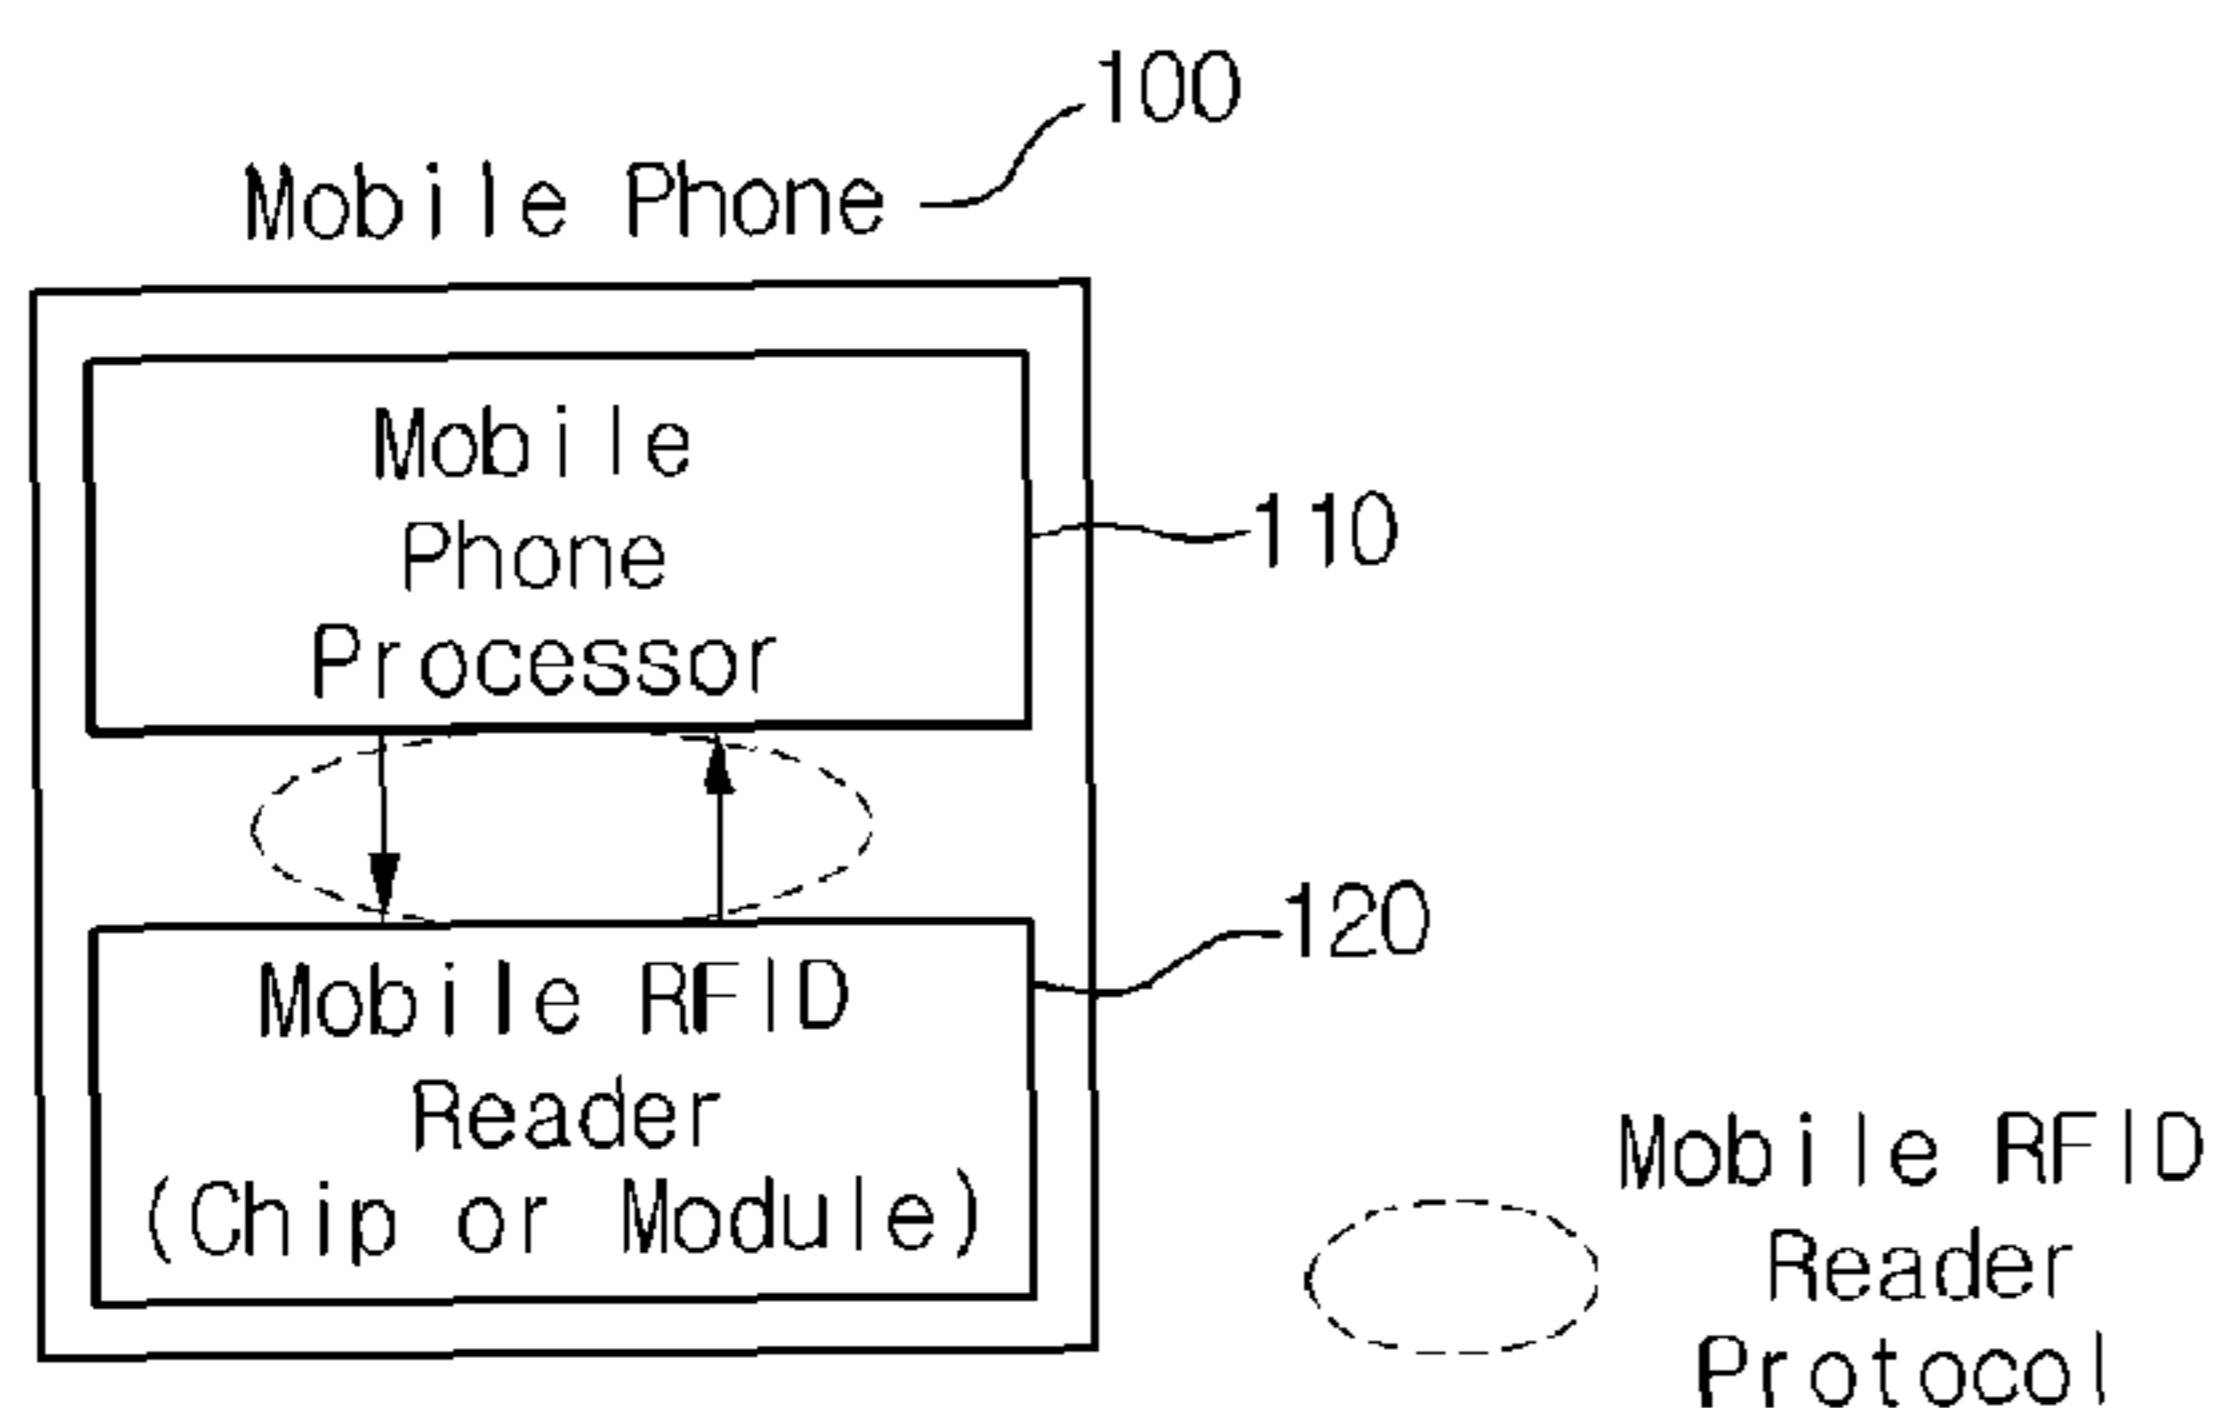 100
Mobile Phone
Mobile
Phone
Processor
110
120
Mobile RFID
Reader
(Chip or Module)
Mobile RFID
Reader
Protocol